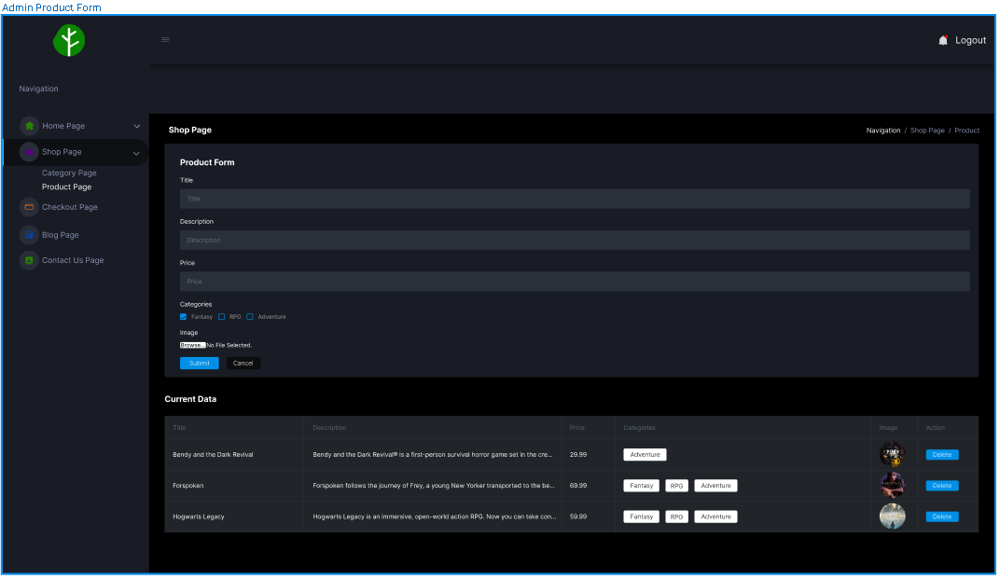 Admin Product Form
Logout
Navigation
Home Page
Shop Page
Category Page
Product Page
Checkout Page
Blog Page
Contact Us Page
Shop Page
Navigation / Shop Page / Product
Product Form
Title
Title
Description
Description
Price
Price
Categories
Fantasy RPG Adventure
Image
Browse... No File Selected.
Submit Cancel
Current Data
Title Description Price Categories Image Action
Bendy and the Dark Revival Bendy and the Dark Revival® is a first-person survival horror game set in the cre... 29.99 Adventure Delete
Forspoken Forspoken follows the journey of Frey, a young New Yorker transported to the be... 69.99 Fantasy RPG Adventure Delete
Hogwarts Legacy Hogwarts Legacy is an immersive, open-world action RPG. Now you can take con... 59.99 Fantasy RPG Adventure Delete